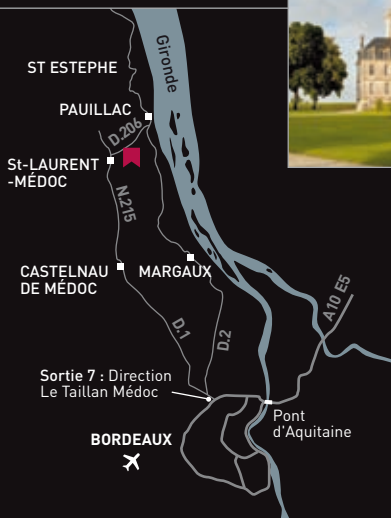 Gironde
ST ESTEPHE
PAUILLAC
D.206
St-LAURENT
-MÉDOC
N.215
CASTELNAU
DE MÉDOC
MARGAUX
A10 E5
D.1
D.2
Sortie 7 : Direction
Le Taillan Médoc
Pont
d'Aquitaine
BORDEAUX